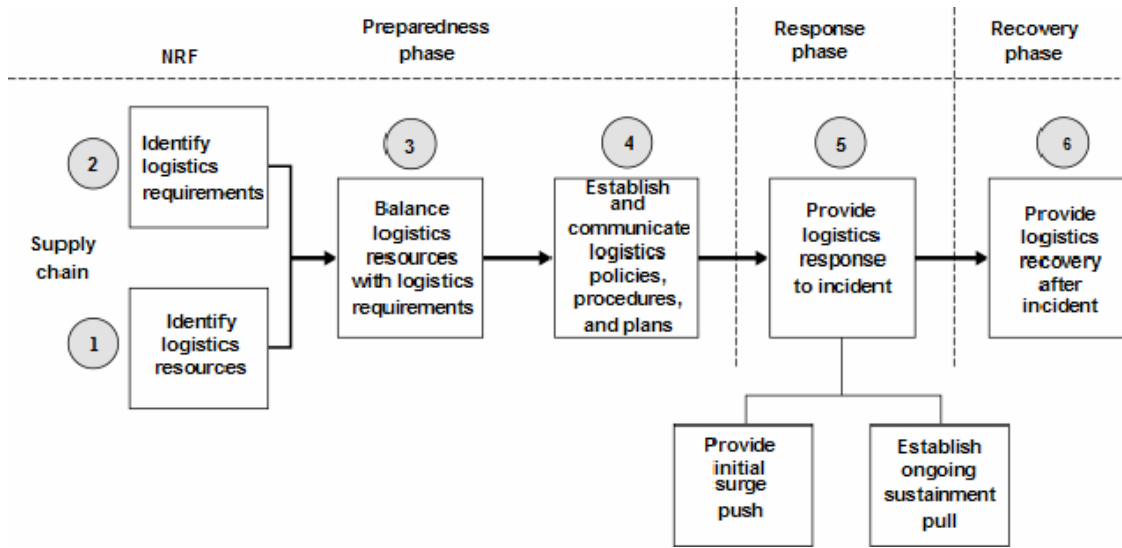 Preparedness
phase
Response
phase
Recovery
phase
NRF
2
Identify
logistics
requirements
3
4
5
6
Supply
chain
1
Identify
logistics
resources
Balance
logistics
resources
with logistics
requirements
Establish
and
communicate
logistics
policies,
procedures,
and plans
Provide
logistics
response
to incident
Provide
logistics
recovery
after
incident
Provide
initial
surge
push
Establish
ongoing
sustainment
pull